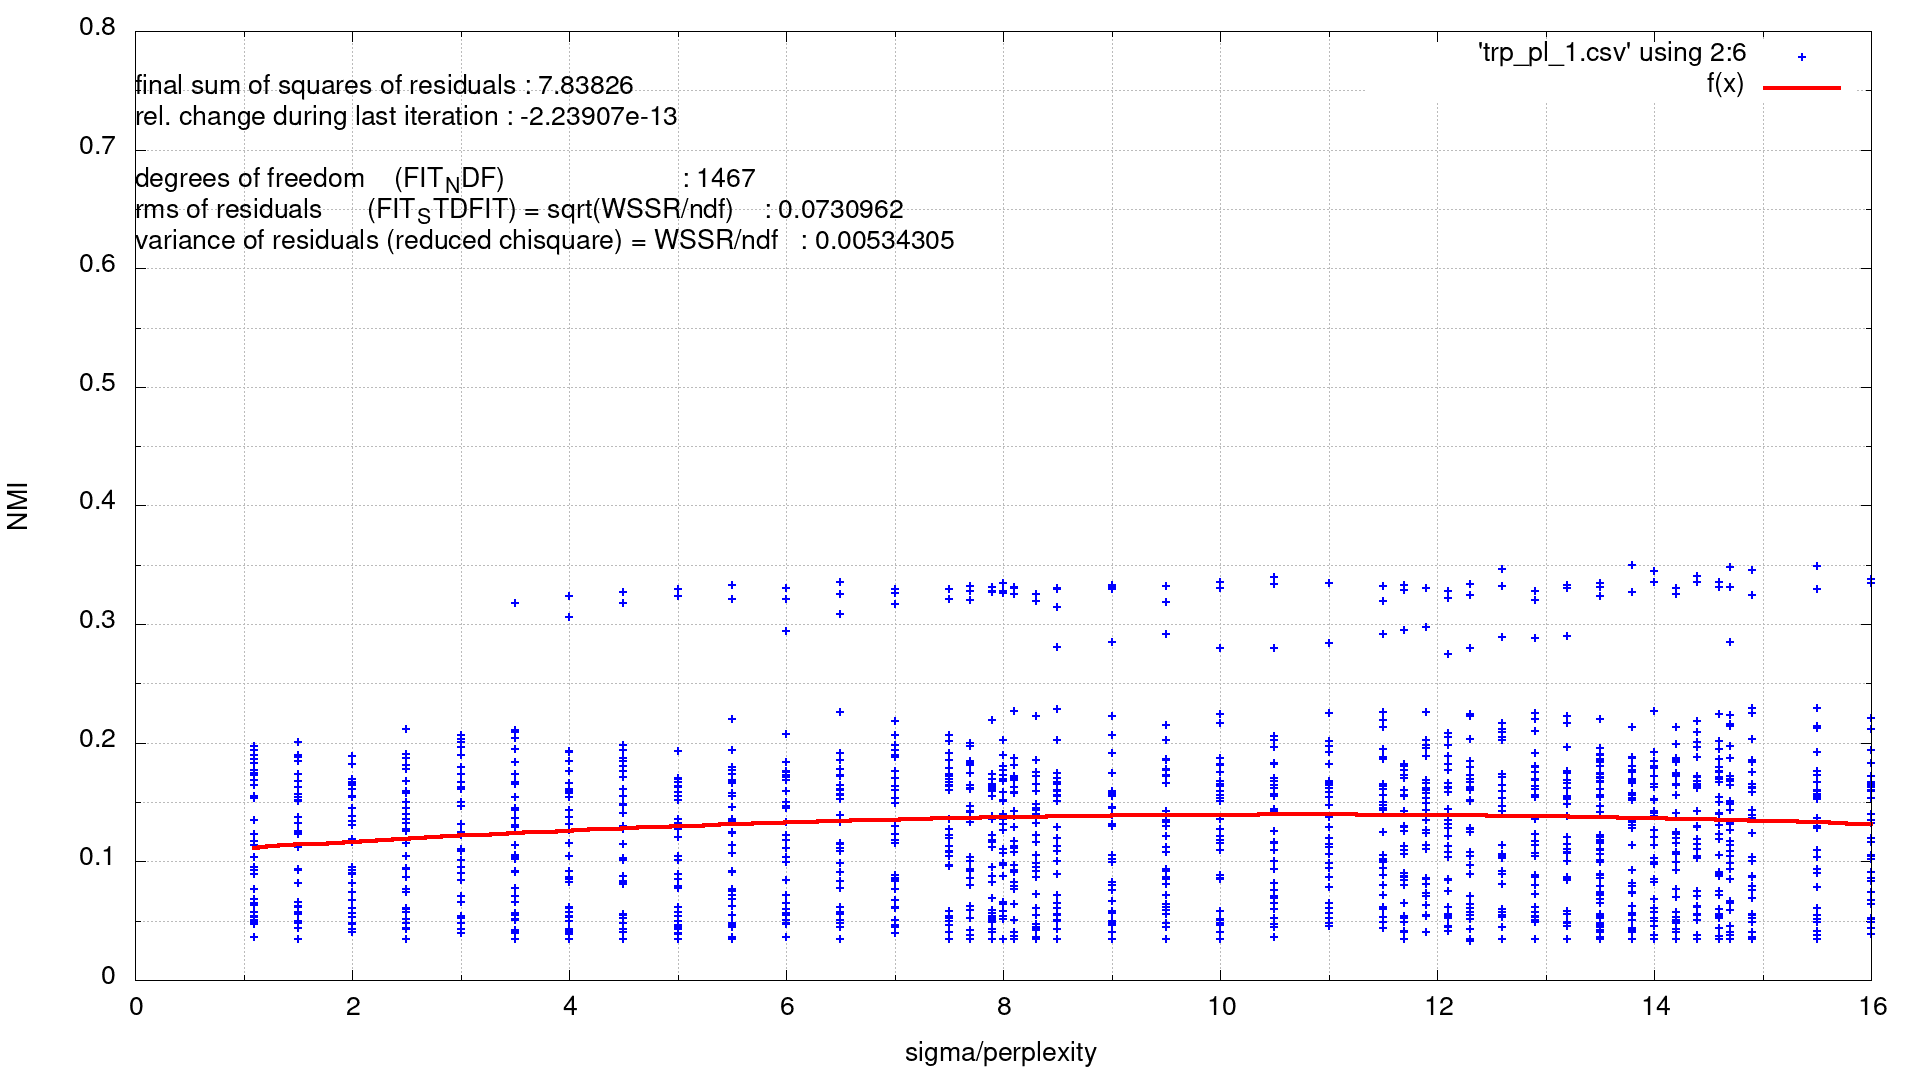 0.8
'trp_pl_1.csv' using 2:6
f(x)
final sum of squares of residuals : 7.83826
rel. change during last iteration : -2.23907e-13
0.7
degrees of freedom (FIT_NDF) : 1467
rms of residuals (FIT_STDFIT) = sqrt(WSSR/ndf) : 0.0730962
variance of residuals (reduced chisquare) = WSSR/ndf : 0.00534305
0.6
0.5
0.4
NMI
0.3
0.2
0.1
0
0 2 4 6 8 10 12 14 16
sigma/perplexity